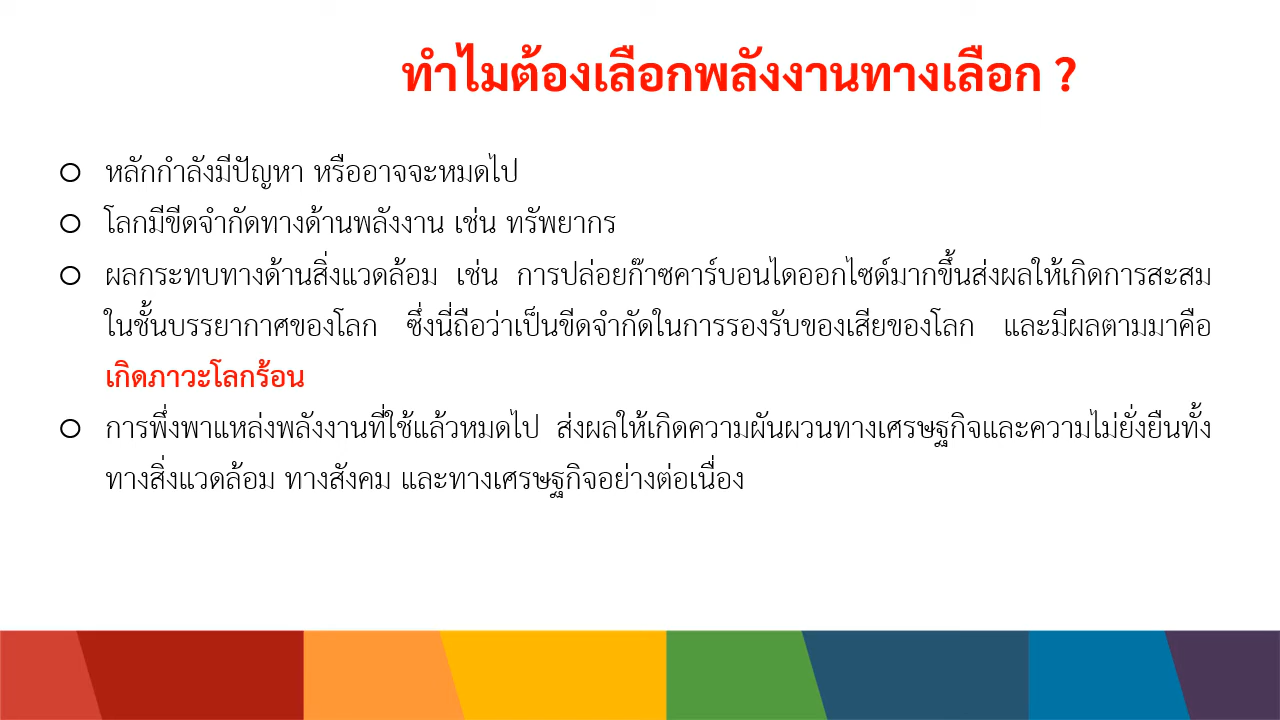 ทำไมต้องเลือกพลังงานทางเลือก ?
หลักกำลังมีปัญหา หรืออาจจะหมดไป
โลกมีขีดจำกัดทางด้านพลังงาน เช่น ทรัพยากร
ผลกระทบทางด้านสิ่งแวดล้อม เช่น การปล่อยก๊าซคาร์บอนไดออกไซด์มากขึ้นส่งผลให้เกิดการสะสม
ในชั้นบรรยากาศของโลก ซึ่งนี่ถือว่าเป็นขีดจำกัดในการรองรับของเสียของโลก และมีผลตามมาคือ
เกิดภาวะโลกร้อน
การพึ่งพาแหล่งพลังงานที่ใช้แล้วหมดไป ส่งผลให้เกิดความผันผวนทางเศรษฐกิจและความไม่ยั่งยืนทั้ง
ทางสิ่งแวดล้อม ทางสังคม และทางเศรษฐกิจอย่างต่อเนื่อง